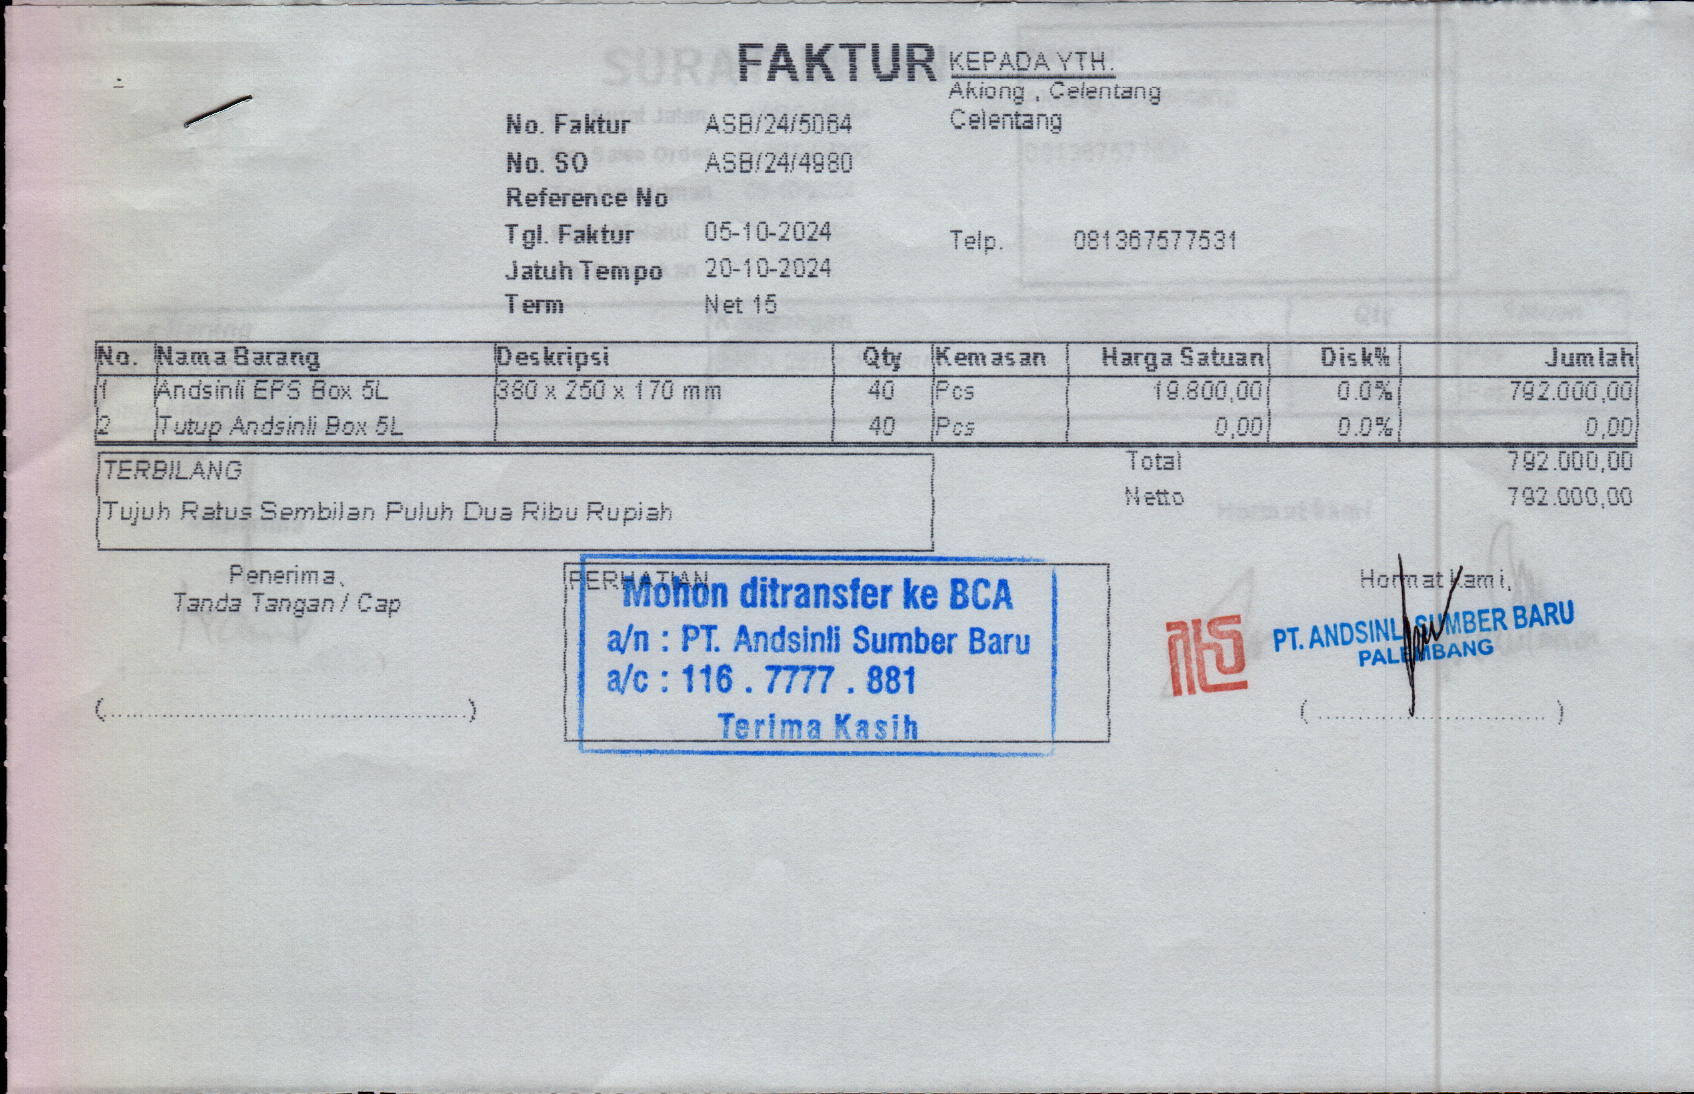 FAKTUR
KEPADA YTH.
Akiong , Celentang
Celentang
No. Faktur ASB/24/5064
No. SO ASB/24/4980
Reference No
Tgl. Faktur 05-10-2024
Telp. 081367577531
Jatuh Tempo 20-10-2024
Term Net 15
No. Nama Barang Deskripsi Qty Kemasan Harga Satuan Disk% Jumlah
1 Andsinli EPS Box 5L 380 x 250 x 170 mm 40 Pcs 19.800,00 0.0% 792.000,00
2 Tutup Andsinli Box 5L 40 Pcs 0,00 0.0% 0,00
TERBILANG
Tujuh Ratus Sembilan Puluh Dua Ribu Rupiah
Total 792.000,00
Netto 792.000,00
Penerima,
Tanda Tangan / Cap
(........................................)
PERHATIAN
Mohon ditransfer ke BCA
a/n : PT. Andsinli Sumber Baru
a/c : 116 . 7777 . 881
Terima Kasih
Hormat Kami,
PT. ANDSINLI SUMBER BARU
PALEMBANG
(............................)